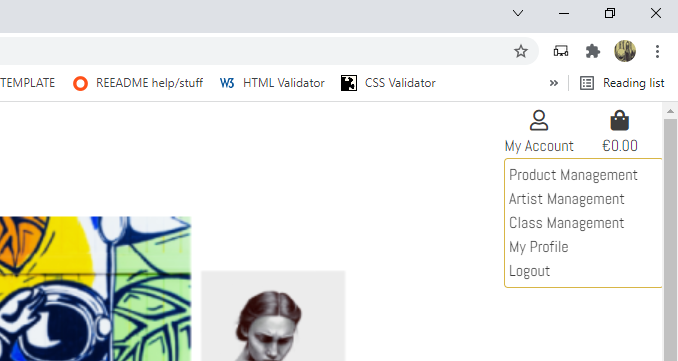 TEMPLATE REEADME help/stuff W3 HTML Validator CSS Validator » Reading list
My Account €0.00
Product Management
Artist Management
Class Management
My Profile
Logout